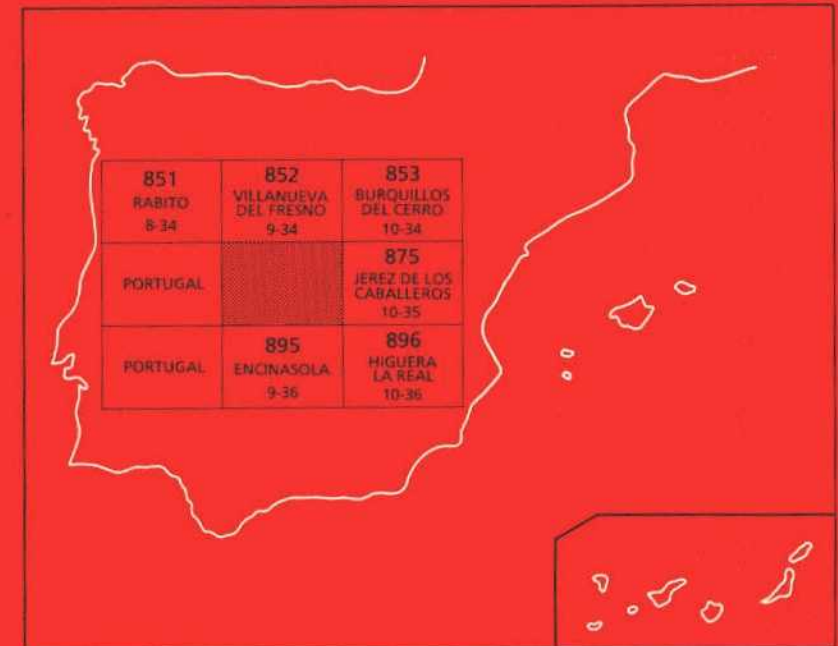 851
RABITO
8-34
852
VILLANUEVA
DEL FRESNO
9-34
853
BURQUILLOS
DEL CERRO
10-34
PORTUGAL
875
JEREZ DE LOS
CABALLEROS
10-35
PORTUGAL
895
ENCINASOLA
9-36
896
HIGUERA
LA REAL
10-36